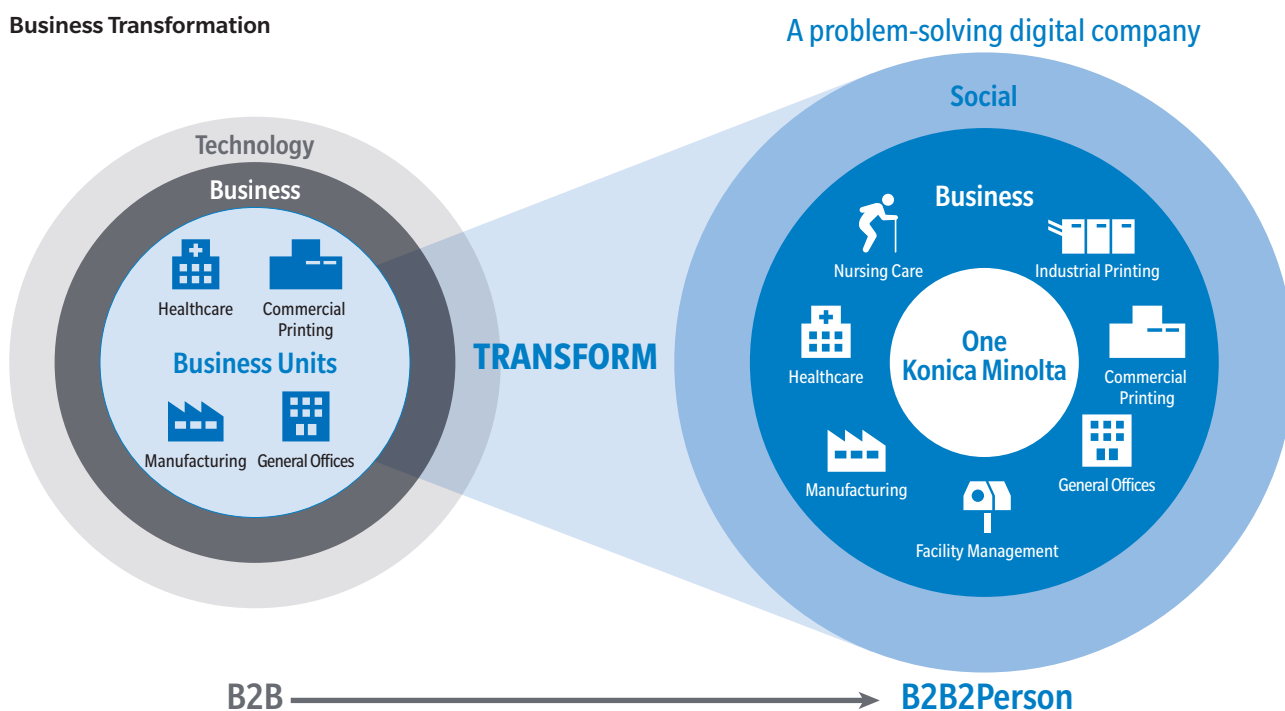 Business Transformation
A problem-solving digital company
Technology
Business
Healthcare
Commercial
Printing
Business Units
Manufacturing
General Offices
TRANSFORM
Social
Business
Nursing Care
Industrial Printing
Healthcare
One
Konica Minolta
Commercial
Printing
Manufacturing
General Offices
Facility Management
B2B
B2B2Person